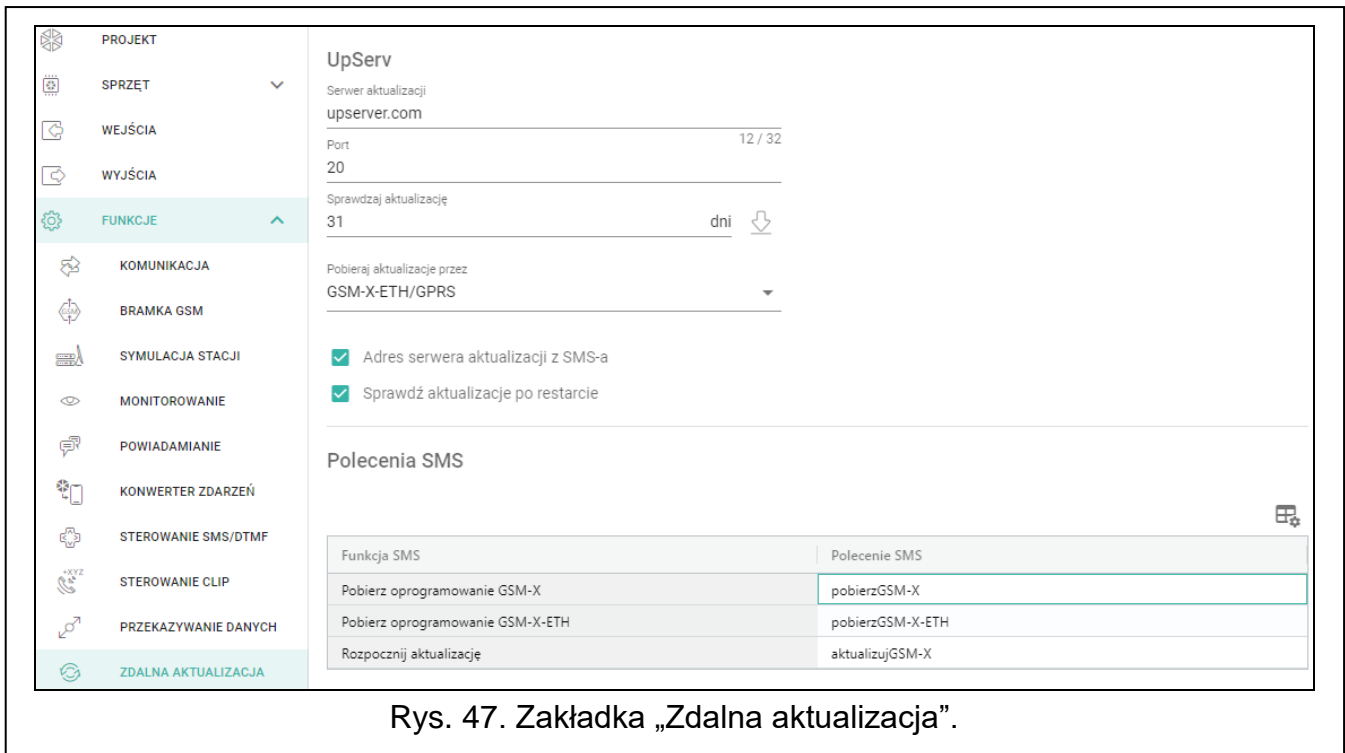 PROJEKT
SPRZĘT
WEJŚCIA
WYJŚCIA
FUNKCJE
KOMUNIKACJA
GSM
BRAMKA GSM
SYMULACJA STACJI
MONITOROWANIE
POWIADAMIANIE
KONWERTER ZDARZEŃ
STEROWANIE SMS/DTMF
+XYZ
STEROWANIE CLIP
PRZEKAZYWANIE DANYCH
ZDALNA AKTUALIZACJA
UpServ
Serwer aktualizacji
upserver.com
12 / 32
Port
20
Sprawdzaj aktualizację
31 dni
Pobieraj aktualizacje przez
GSM-X-ETH/GPRS
Adres serwera aktualizacji z SMS-a
Sprawdź aktualizacje po restarcie
Polecenia SMS
Funkcja SMS Polecenie SMS
Pobierz oprogramowanie GSM-X pobierzGSM-X
Pobierz oprogramowanie GSM-X-ETH pobierzGSM-X-ETH
Rozpocznij aktualizację aktualizujGSM-X
Rys. 47. Zakładka „Zdalna aktualizacja”.